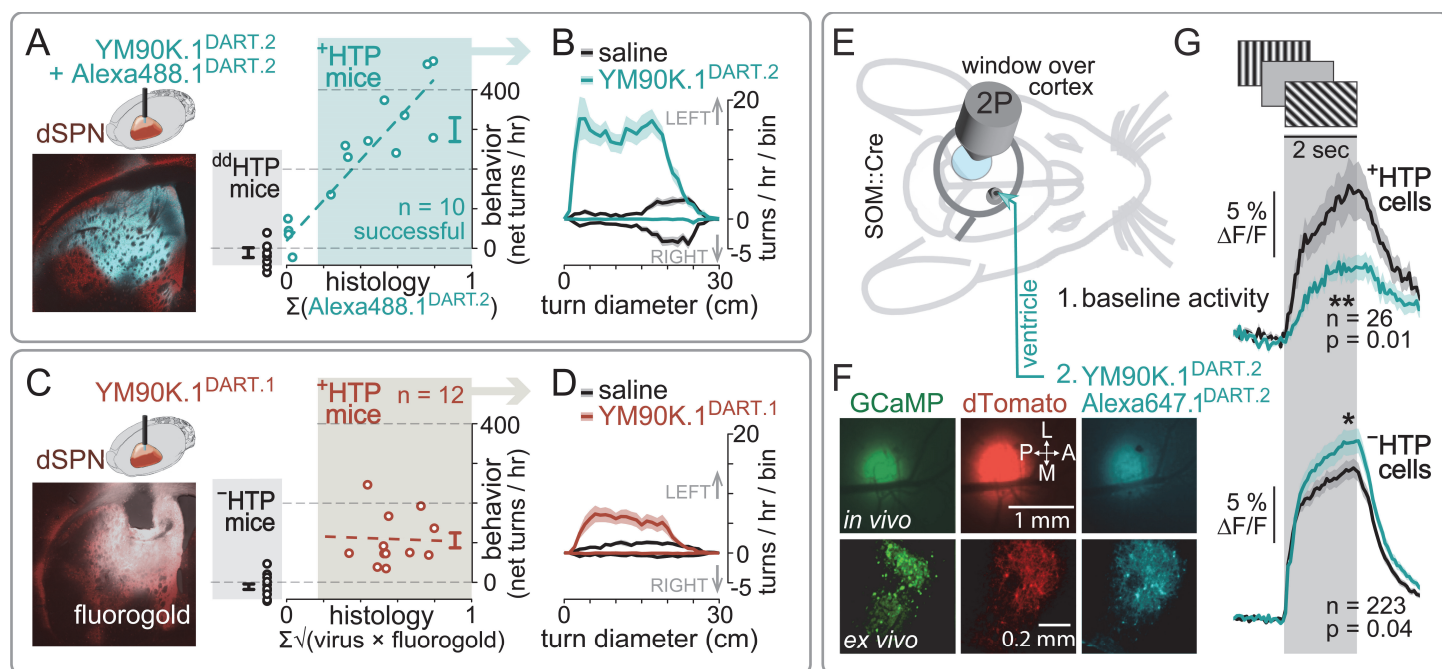 A
YM90K.1DART.2
+ Alexa488.1DART.2
dSPN
ddHTP
mice
+HTP
mice
n = 10
successful
400
0
behavior
(net turns / hr)
0
1
histology
Σ(Alexa488.1DART.2)
B
saline
YM90K.1DART.2
LEFT
RIGHT
20
0
-5
turns / hr / bin
0
30
turn diameter (cm)
C
YM90K.1DART.1
dSPN
fluorogold
−HTP
mice
+HTP
mice
n = 12
400
0
behavior
(net turns / hr)
0
1
histology
Σ√(virus × fluorogold)
D
saline
YM90K.1DART.1
LEFT
RIGHT
20
0
-5
turns / hr / bin
0
30
turn diameter (cm)
E
window over
cortex
2P
SOM::Cre
ventricle
1. baseline activity
2. YM90K.1DART.2
Alexa647.1DART.2
F
GCaMP
dTomato
in vivo
L
P
A
M
1 mm
ex vivo
0.2 mm
G
2 sec
+HTP
cells
5 %
ΔF/F
**
n = 26
p = 0.01
*
−HTP
cells
5 %
ΔF/F
n = 223
p = 0.04